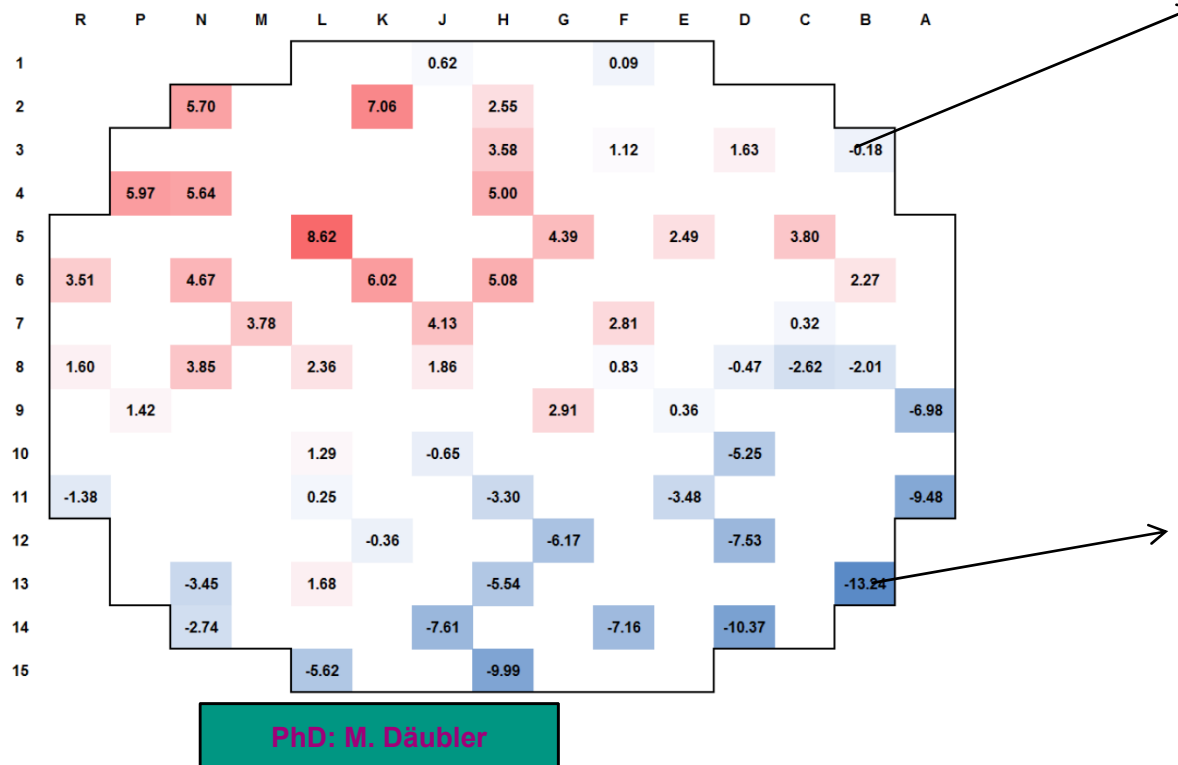 R P N M L K J H G F E D C B A
1 0.62 0.09
2 5.70 7.06 2.55
3 3.58 1.12 1.63 -0.18
4 5.97 5.64 5.00
5 8.62 4.39 2.49 3.80
6 3.51 4.67 6.02 5.08 2.27
7 3.78 4.13 2.81 0.32
8 1.60 3.85 2.36 1.86 0.83 -0.47 -2.62 -2.01
9 1.42 2.91 0.36 -6.98
10 1.29 -0.65 -5.25
11 -1.38 0.25 -3.30 -3.48 -9.48
12 -0.36 -6.17 -7.53
13 -3.45 1.68 -5.54 -13.24
14 -2.74 -7.61 -7.16 -10.37
15 -5.62 -9.99
PhD: M. Däubler